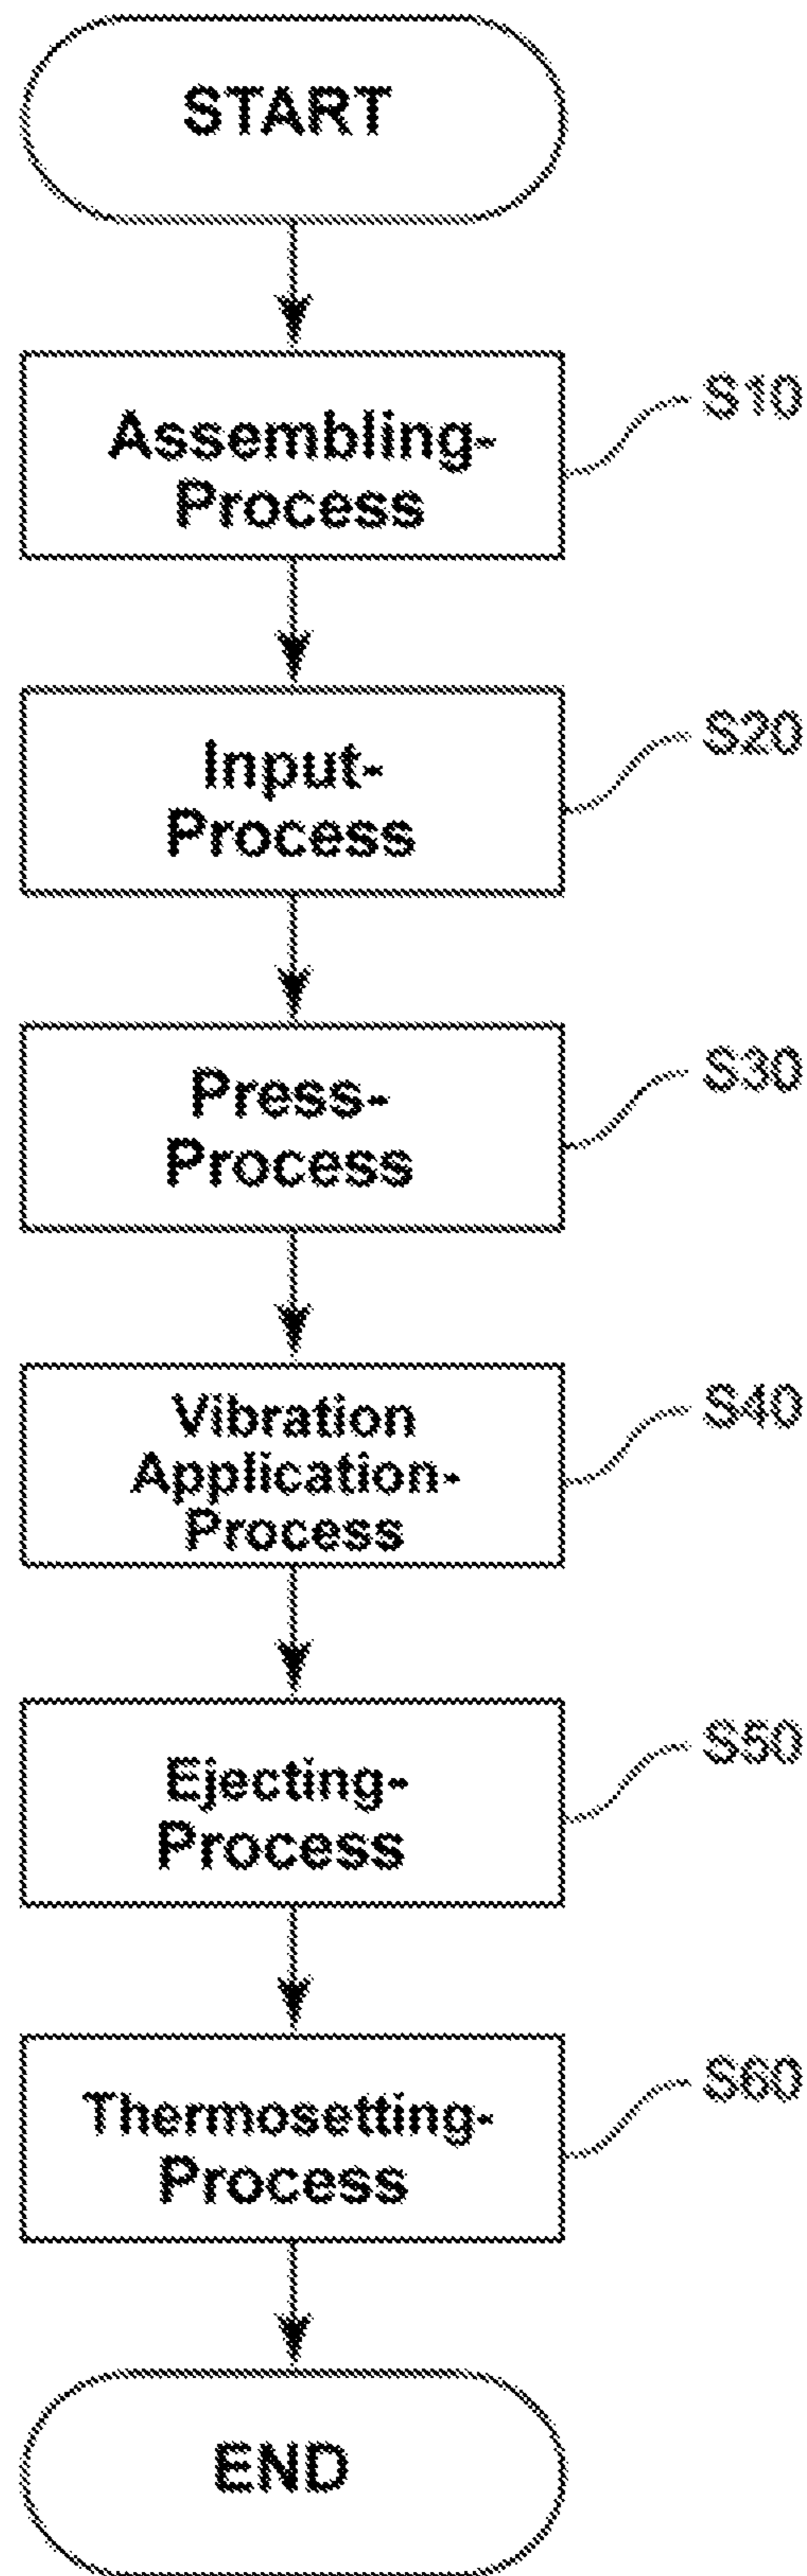 START
Assembling-
Process
S10
Input-
Process
S20
Press-
Process
S30
Vibration
Application-
Process
S40
Ejecting-
Process
S50
Thermosetting-
Process
S60
END